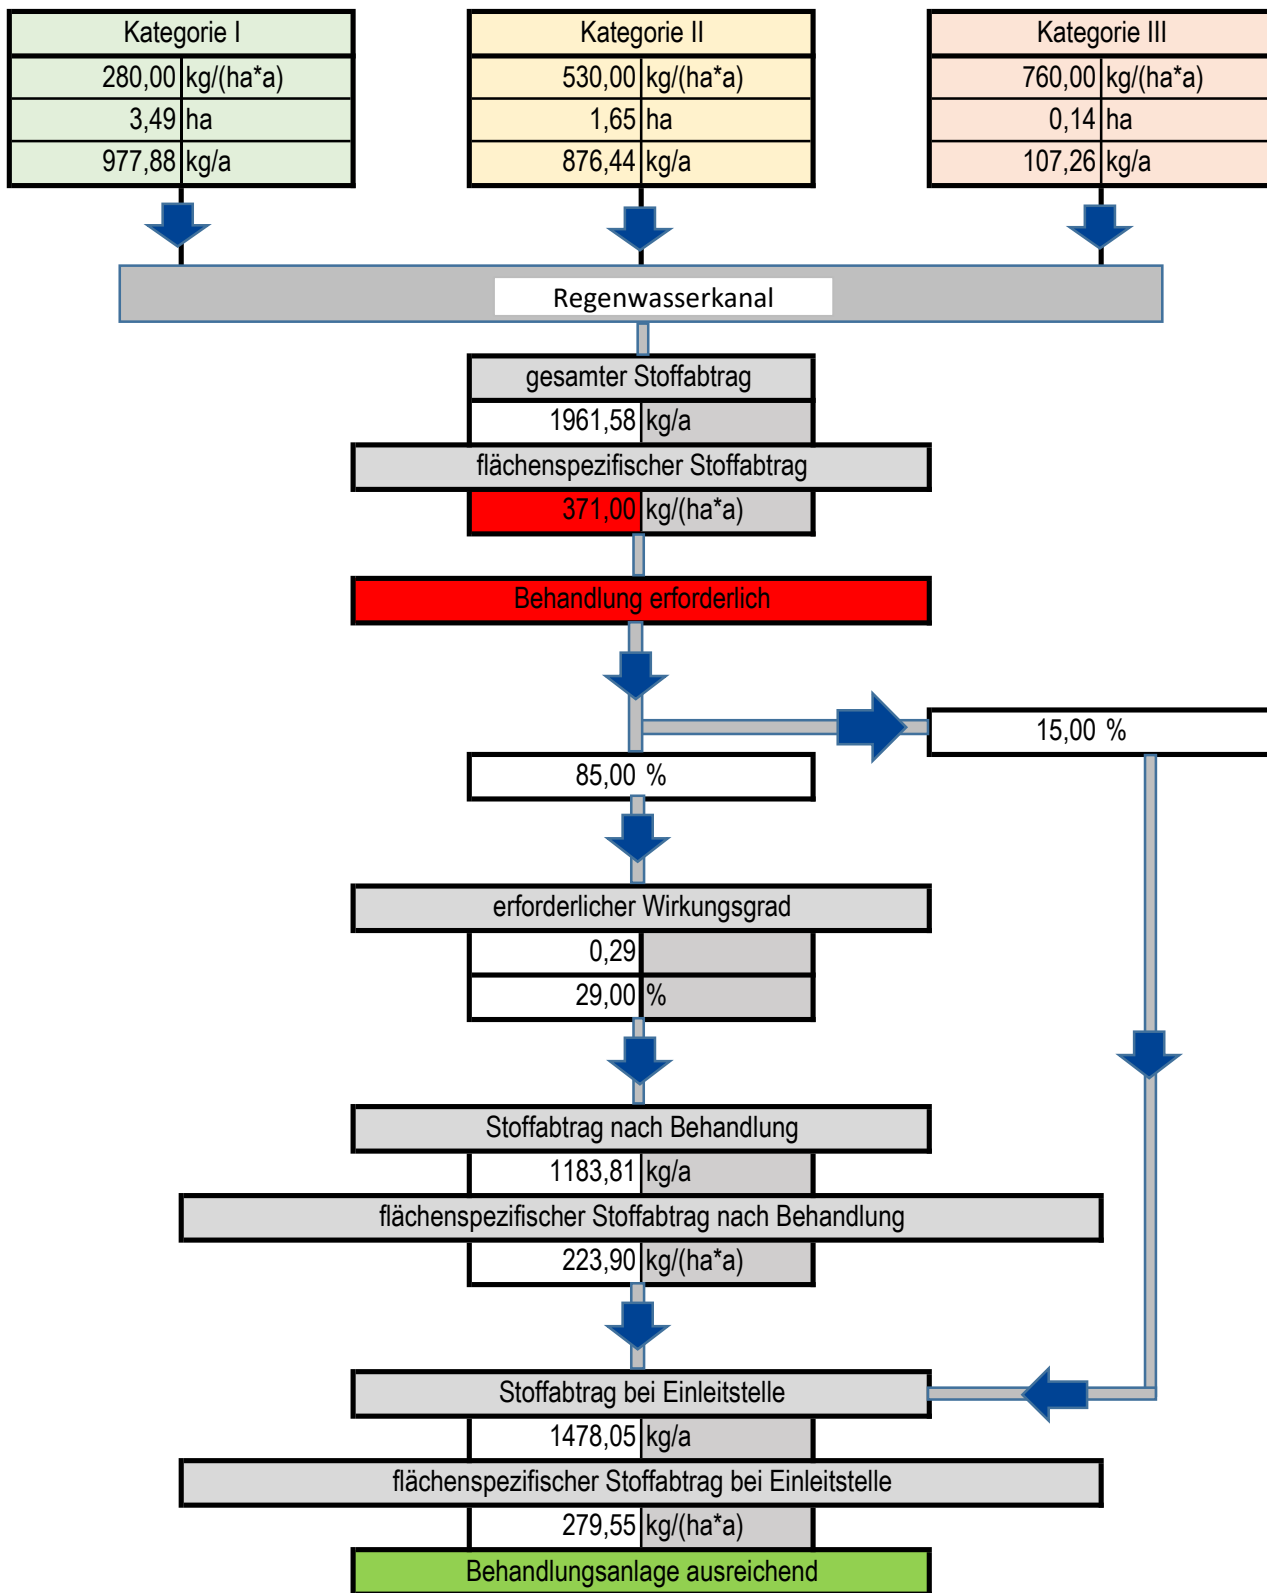 Kategorie I
280,00 kg/(ha*a)
3,49 ha
977,88 kg/a
Kategorie II
530,00 kg/(ha*a)
1,65 ha
876,44 kg/a
Kategorie III
760,00 kg/(ha*a)
0,14 ha
107,26 kg/a
Regenwasserkanal
gesamter Stoffabtrag
1961,58 kg/a
flächenspezifischer Stoffabtrag
371,00 kg/(ha*a)
Behandlung erforderlich
15,00 %
85,00 %
erforderlicher Wirkungsgrad
0,29
29,00 %
Stoffabtrag nach Behandlung
1183,81 kg/a
flächenspezifischer Stoffabtrag nach Behandlung
223,90 kg/(ha*a)
Stoffabtrag bei Einleitstelle
1478,05 kg/a
flächenspezifischer Stoffabtrag bei Einleitstelle
279,55 kg/(ha*a)
Behandlungsanlage ausreichend